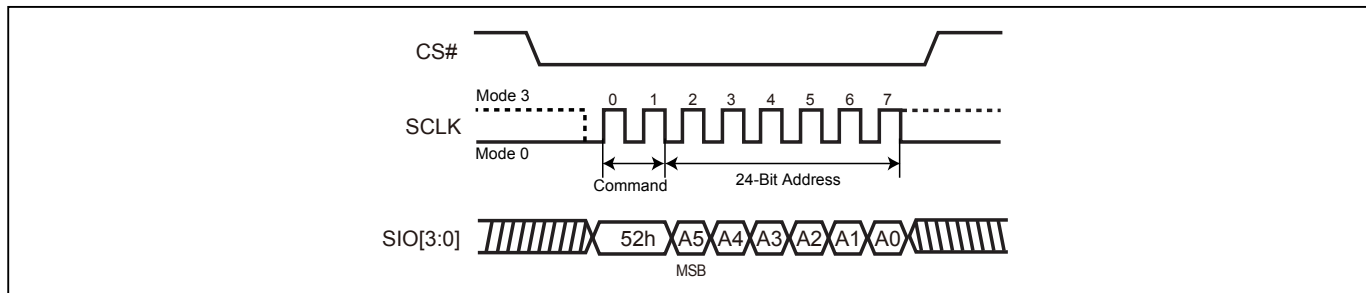 CS#
Mode 3
0 1 2 3 4 5 6 7
SCLK
Mode 0
Command
24-Bit Address
SIO[3:0]
52h A5 A4 A3 A2 A1 A0
MSB